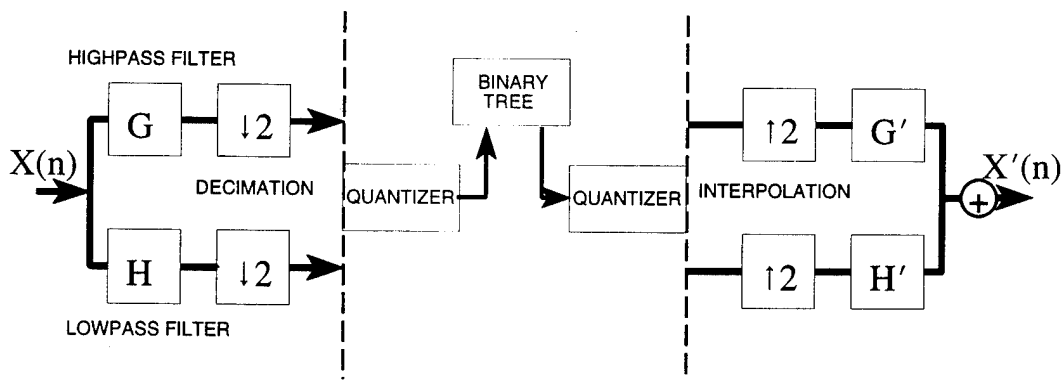 HIGHPASS FILTER
G
↓2
X(n)
DECIMATION
H
↓2
LOWPASS FILTER
QUANTIZER
BINARY
TREE
QUANTIZER
↑2
G′
INTERPOLATION
X′(n)
+
↑2
H′